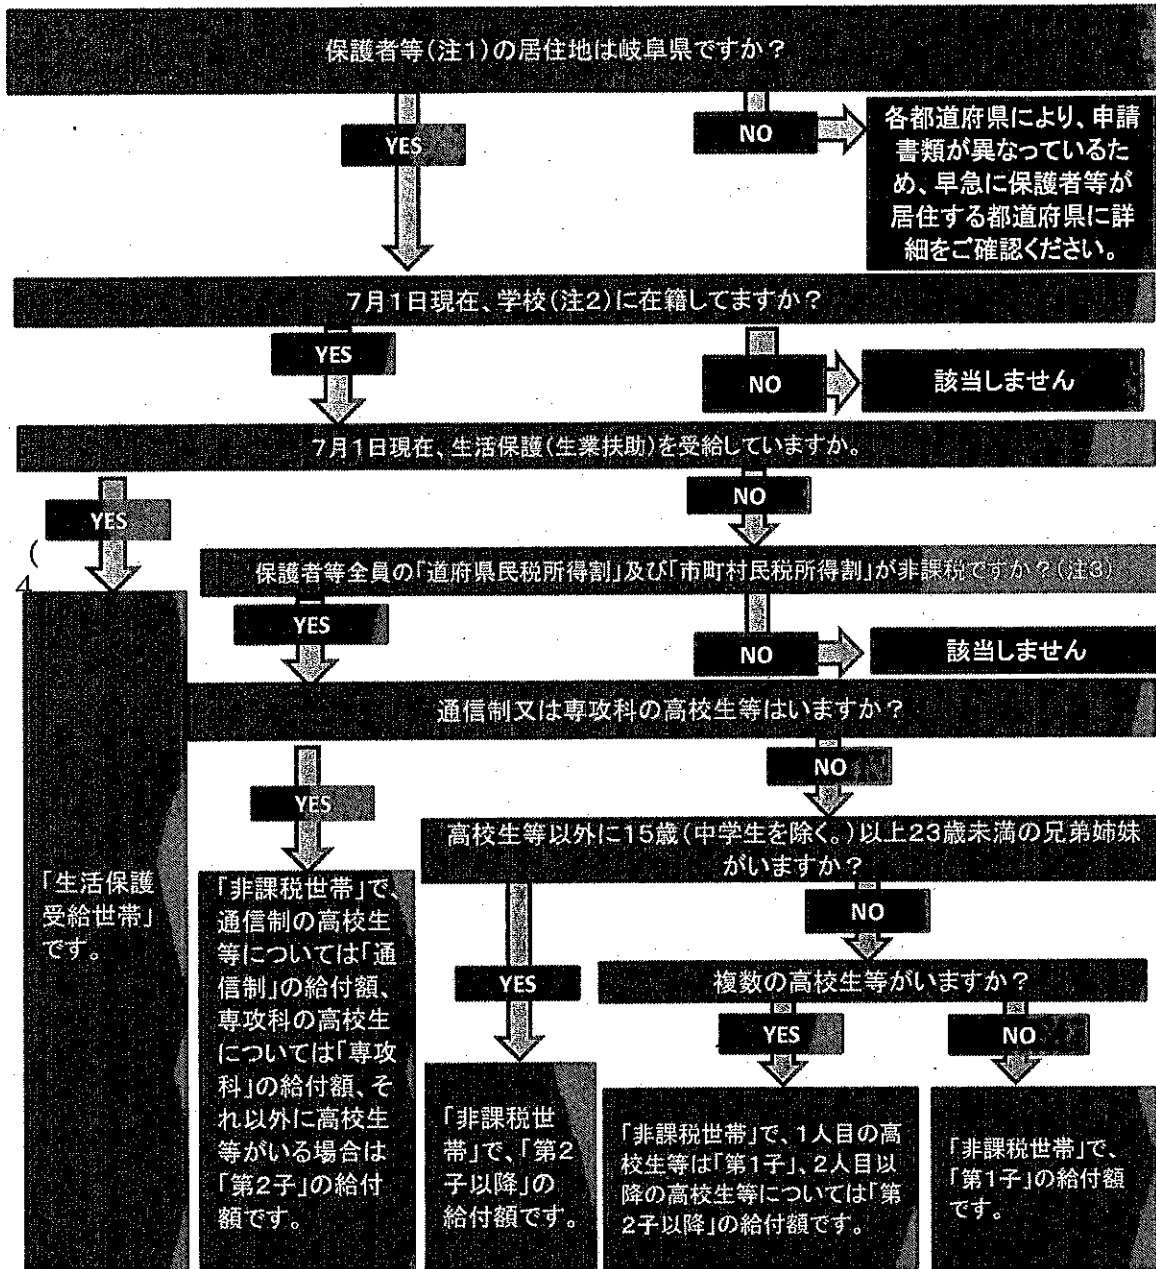 保護者等(注1)の居住地は岐阜県ですか？
YES
NO
各都道府県により、申請
書類が異なっているた
め、早急に保護者等が
居住する都道府県に詳
細をご確認ください。
7月1日現在、学校(注2)に在籍してますか？
YES
NO
該当しません
7月1日現在、生活保護(生業扶助)を受給していますか。
YES
NO
(
4
保護者等全員の「道府県民税所得割」及び「市町村民税所得割」が非課税ですか？(注3)
YES
NO
該当しません
通信制又は専攻科の高校生等はいますか？
YES
NO
高校生等以外に15歳(中学生を除く。)以上23歳未満の兄弟姉妹
がいますか？
YES
NO
複数の高校生等がいますか？
YES
NO
「生活保護
受給世帯」
です。
「非課税世帯」で、
通信制の高校生
等については「通
信制」の給付額、
専攻科の高校生
については「専攻
科」の給付額、そ
れ以外に高校生
等がいる場合は
「第2子」の給付
額です。
「非課税世
帯」で、「第2
子以降」の
給付額です。
「非課税世帯」で、1人目の高
校生等は「第1子」、2人目以
降の高校生等については「第
2子以降」の給付額です。
「非課税世帯」で、
「第1子」の給付額
です。